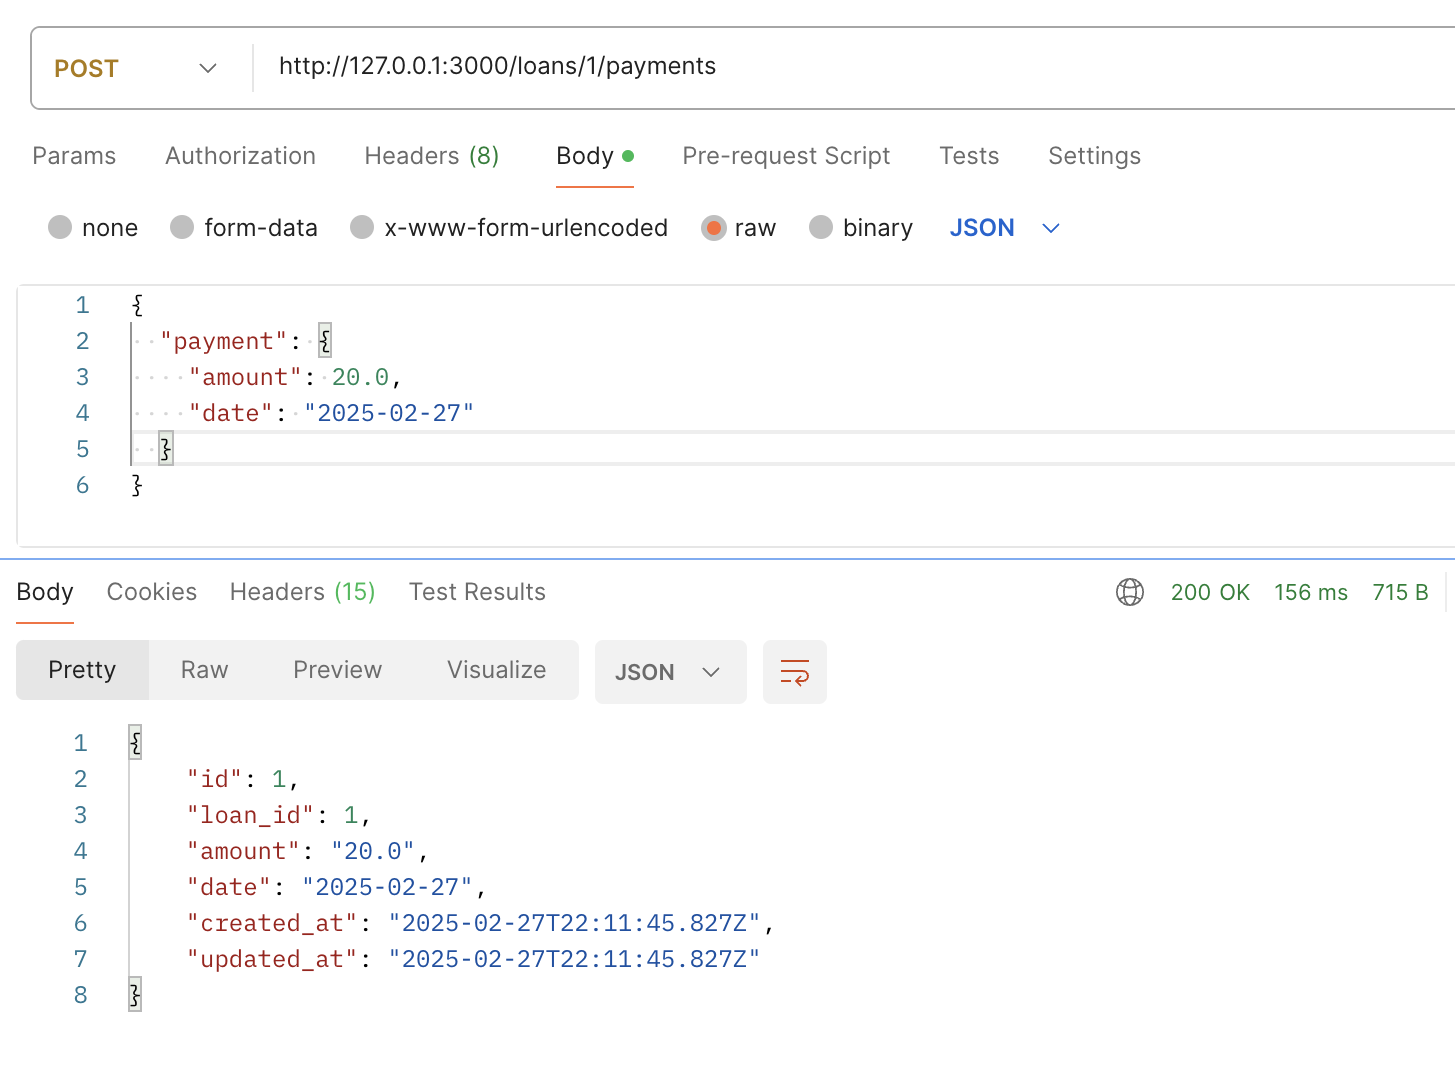 POST http://127.0.0.1:3000/loans/1/payments
Params Authorization Headers (8) Body Pre-request Script Tests Settings
none form-data x-www-form-urlencoded raw binary JSON
1 {
2 "payment": {
3 "amount": 20.0,
4 "date": "2025-02-27"
5 }
6 }
Body Cookies Headers (15) Test Results 200 OK 156 ms 715 B
Pretty Raw Preview Visualize JSON
1 {
2 "id": 1,
3 "loan_id": 1,
4 "amount": "20.0",
5 "date": "2025-02-27",
6 "created_at": "2025-02-27T22:11:45.827Z",
7 "updated_at": "2025-02-27T22:11:45.827Z"
8 }